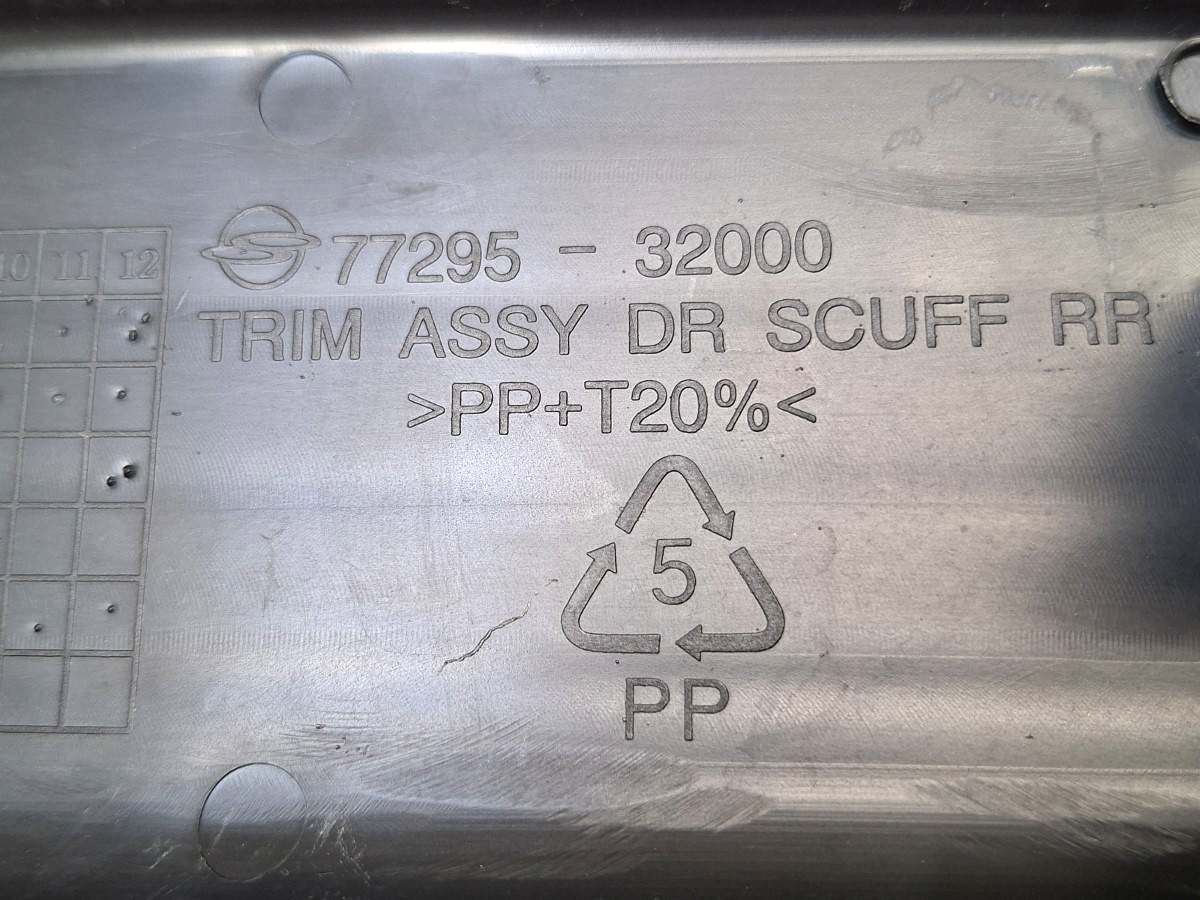 10 11 12
77295 - 32000
TRIM ASSY DR SCUFF RR
>PP+T20%<
5
PP